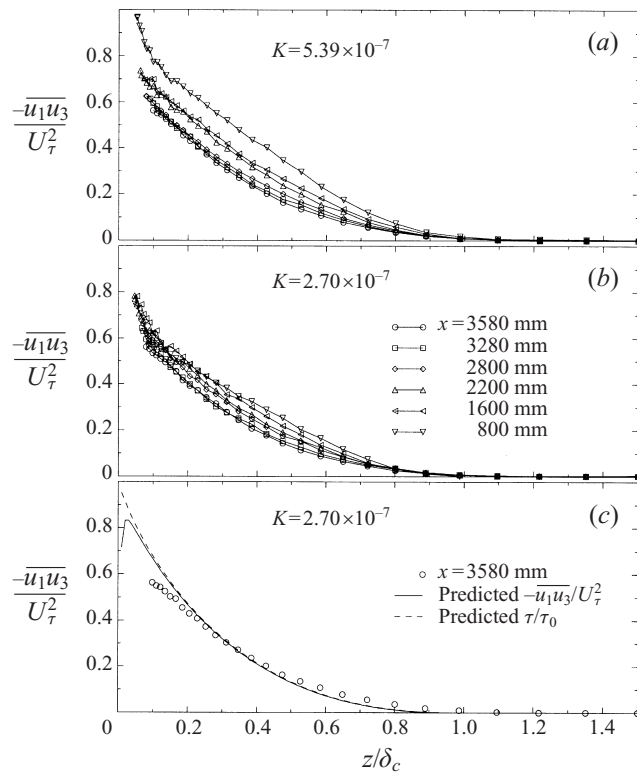 0.8
0.6
0.4
0.2
0
−u₁u₃
U²τ
K = 5.39×10⁻⁷
(a)
0.8
0.6
0.4
0.2
0
−u₁u₃
U²τ
K = 2.70×10⁻⁷
(b)
x = 3580 mm
3280 mm
2800 mm
2200 mm
1600 mm
800 mm
0.8
0.6
0.4
0.2
−u₁u₃
U²τ
K = 2.70×10⁻⁷
(c)
x = 3580 mm
Predicted −u₁u₃/U²τ
Predicted τ/τ₀
0 0.2 0.4 0.6 0.8 1.0 1.2 1.4
z/δc